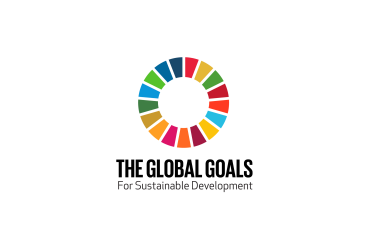 THE GLOBAL GOALS
For Sustainable Development